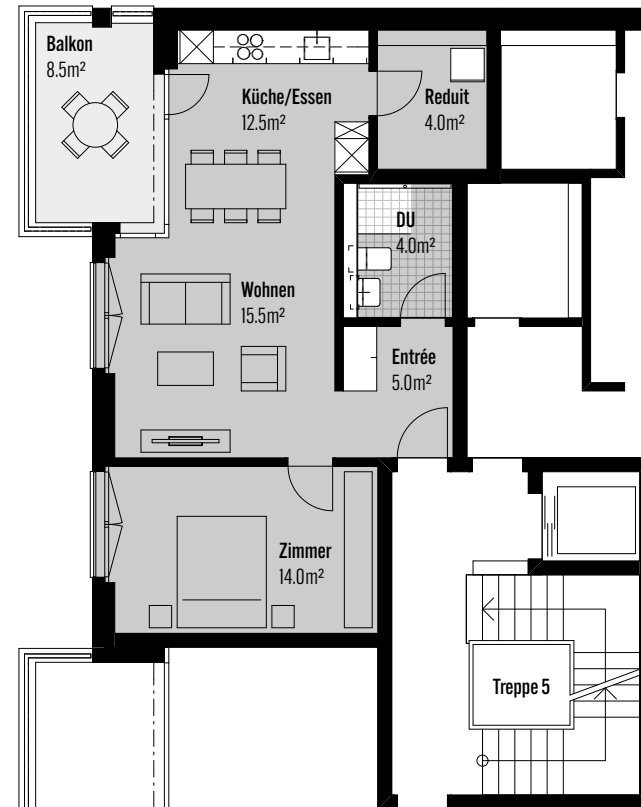 Balkon
8.5m²
Küche/Essen
12.5m²
Reduit
4.0m²
DU
4.0m²
Wohnen
15.5m²
Entrée
5.0m²
Zimmer
14.0m²
Treppe 5